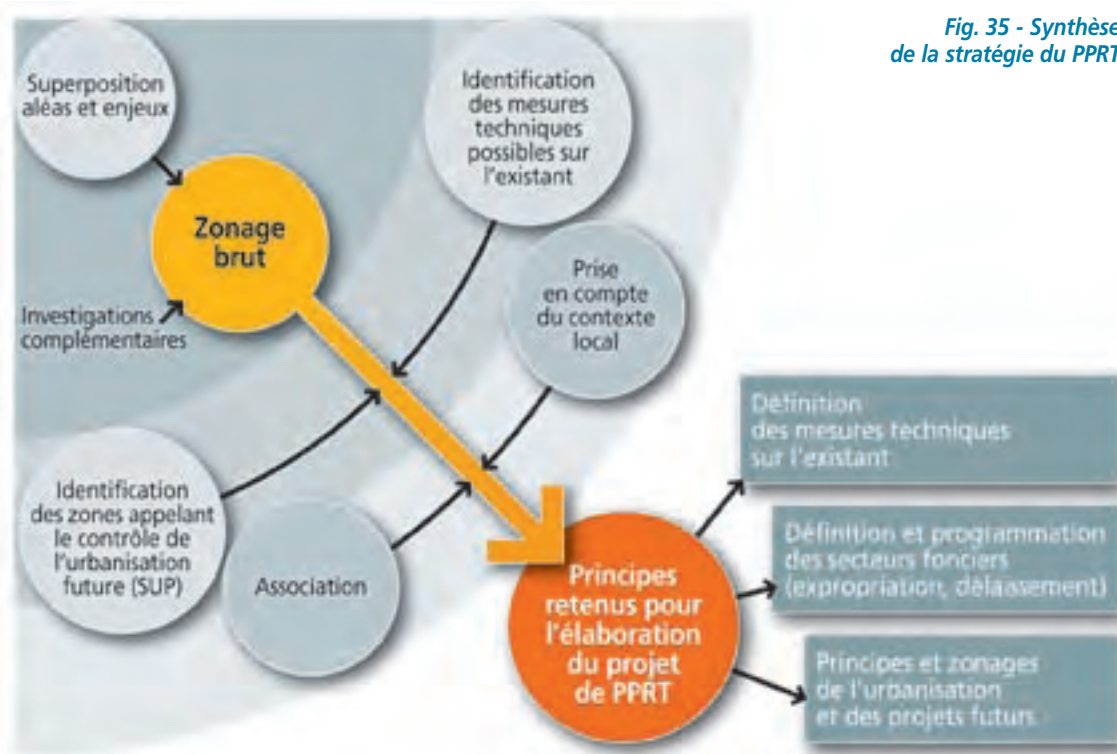 Fig. 35 - Synthèse
de la stratégie du PPRT
Superposition
aléas et enjeux
Identification
des mesures
techniques
possibles sur
l'existant
Zonage
brut
Prise
en compte
du contexte
local
Investigations
complémentaires
Définition
des mesures techniques
sur l'existant
Identification
des zones appelant
le contrôle de
l'urbanisation
future (SUP)
Association
Définition et programmation
des secteurs fonciers
(expropriation, délaissement)
Principes
retenus pour
l'élaboration
du projet
de PPRT
Principes et zonages
de l'urbanisation
et des projets futurs